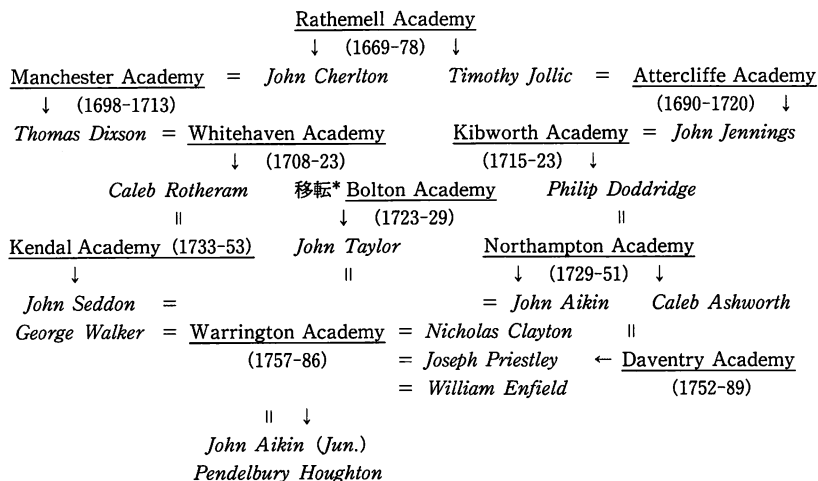 Rathemell Academy
↓ (1669-78) ↓
Manchester Academy = John Cherlton Timothy Jollic = Attercliffe Academy
↓ (1698-1713) (1690-1720) ↓
Thomas Dixson = Whitehaven Academy Kibworth Academy = John Jennings
↓ (1708-23) (1715-23) ↓
Caleb Rotheram 移転* Bolton Academy Philip Doddridge
॥ ↓ (1723-29) ॥
Kendal Academy (1733-53) John Taylor Northampton Academy
↓ ॥ ↓ (1729-51) ↓
John Seddon = = John Aikin Caleb Ashworth
George Walker = Warrington Academy = Nicholas Clayton ॥
(1757-86) = Joseph Priestley ← Daventry Academy
= William Enfield (1752-89)
॥ ↓
John Aikin (Jun.)
Pendelbury Houghton